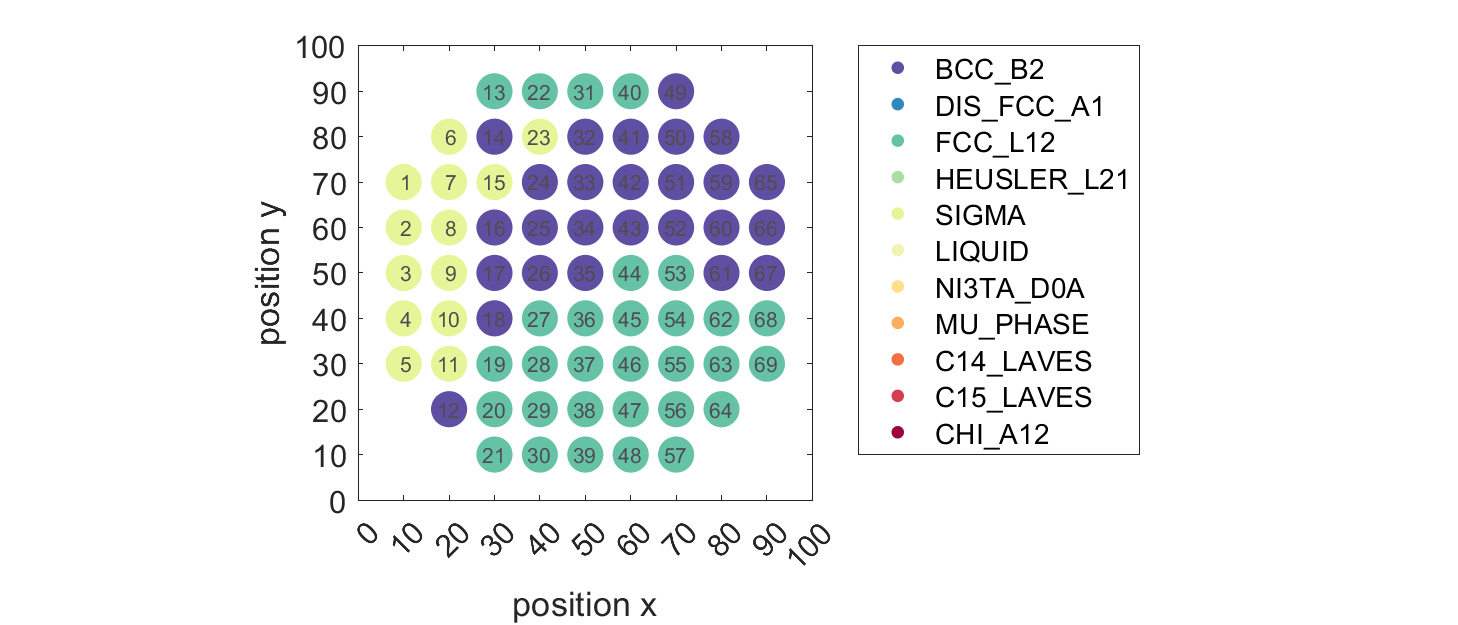 100
90
80
70
60
50
40
30
20
10
0
position y
13 22 31 40 49
6 14 23 32 41 50 58
1 7 15 24 33 42 51 59 65
2 8 16 25 34 43 52 60 66
3 9 17 26 35 44 53 61 67
4 10 18 27 36 45 54 62 68
5 11 19 28 37 46 55 63 69
12 20 29 38 47 56 64
21 30 39 48 57
0 10 20 30 40 50 60 70 80 90 100
position x
BCC_B2
DIS_FCC_A1
FCC_L12
HEUSLER_L21
SIGMA
LIQUID
NI3TA_D0A
MU_PHASE
C14_LAVES
C15_LAVES
CHI_A12